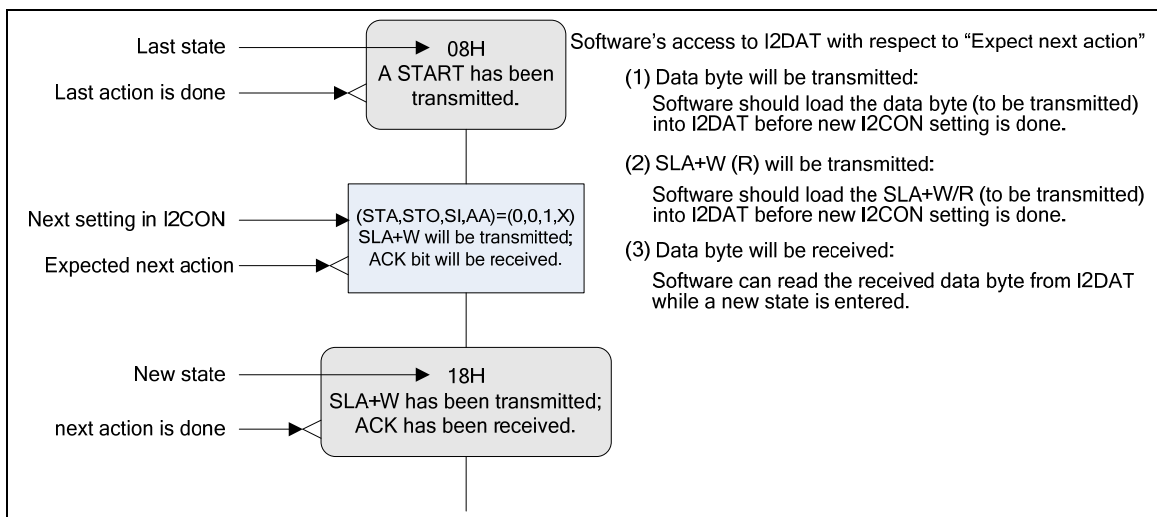 Last state
Last action is done
08H
A START has been
transmitted.
Next setting in I2CON
Expected next action
(STA,STO,SI,AA)=(0,0,1,X)
SLA+W will be transmitted;
ACK bit will be received.
New state
next action is done
18H
SLA+W has been transmitted;
ACK has been received.
Software's access to I2DAT with respect to “Expect next action”
(1) Data byte will be transmitted:
Software should load the data byte (to be transmitted)
into I2DAT before new I2CON setting is done.
(2) SLA+W (R) will be transmitted:
Software should load the SLA+W/R (to be transmitted)
into I2DAT before new I2CON setting is done.
(3) Data byte will be received:
Software can read the received data byte from I2DAT
while a new state is entered.